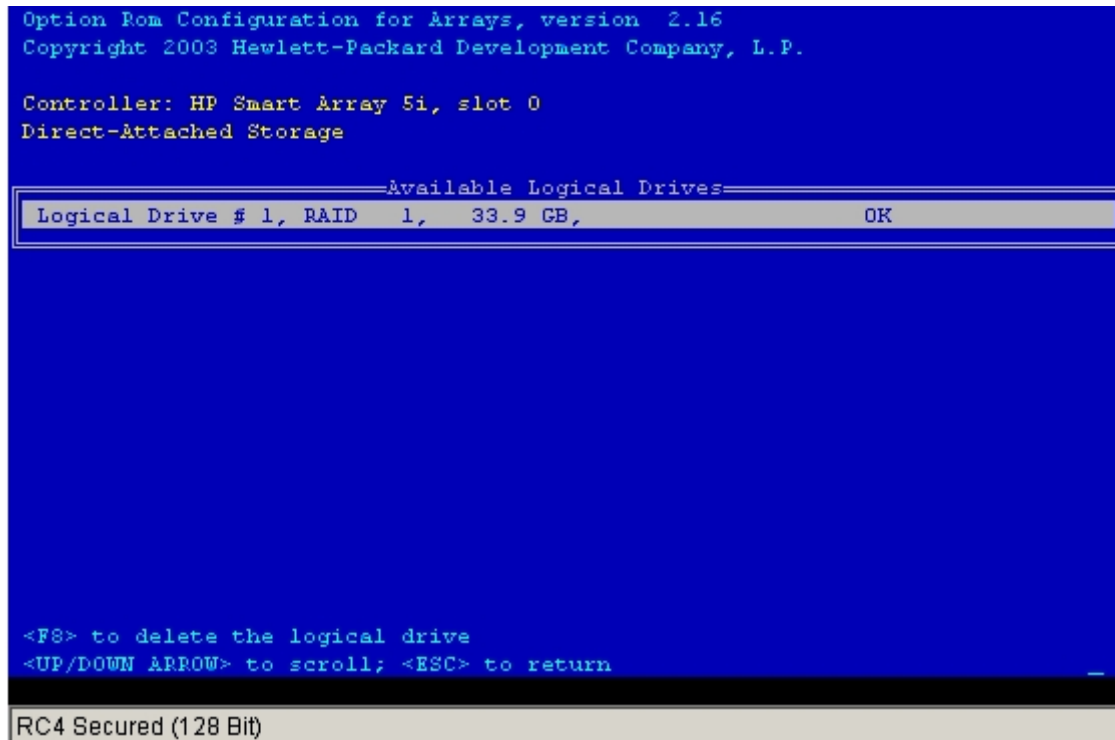 Option Rom Configuration for Arrays, version 2.16
Copyright 2003 Hewlett-Packard Development Company, L.P.
Controller: HP Smart Array 5i, slot 0
Direct-Attached Storage
Available Logical Drives
Logical Drive # 1, RAID 1, 33.9 GB, OK
<F8> to delete the logical drive
<UP/DOWN ARROW> to scroll; <ESC> to return
RC4 Secured (128 Bit)